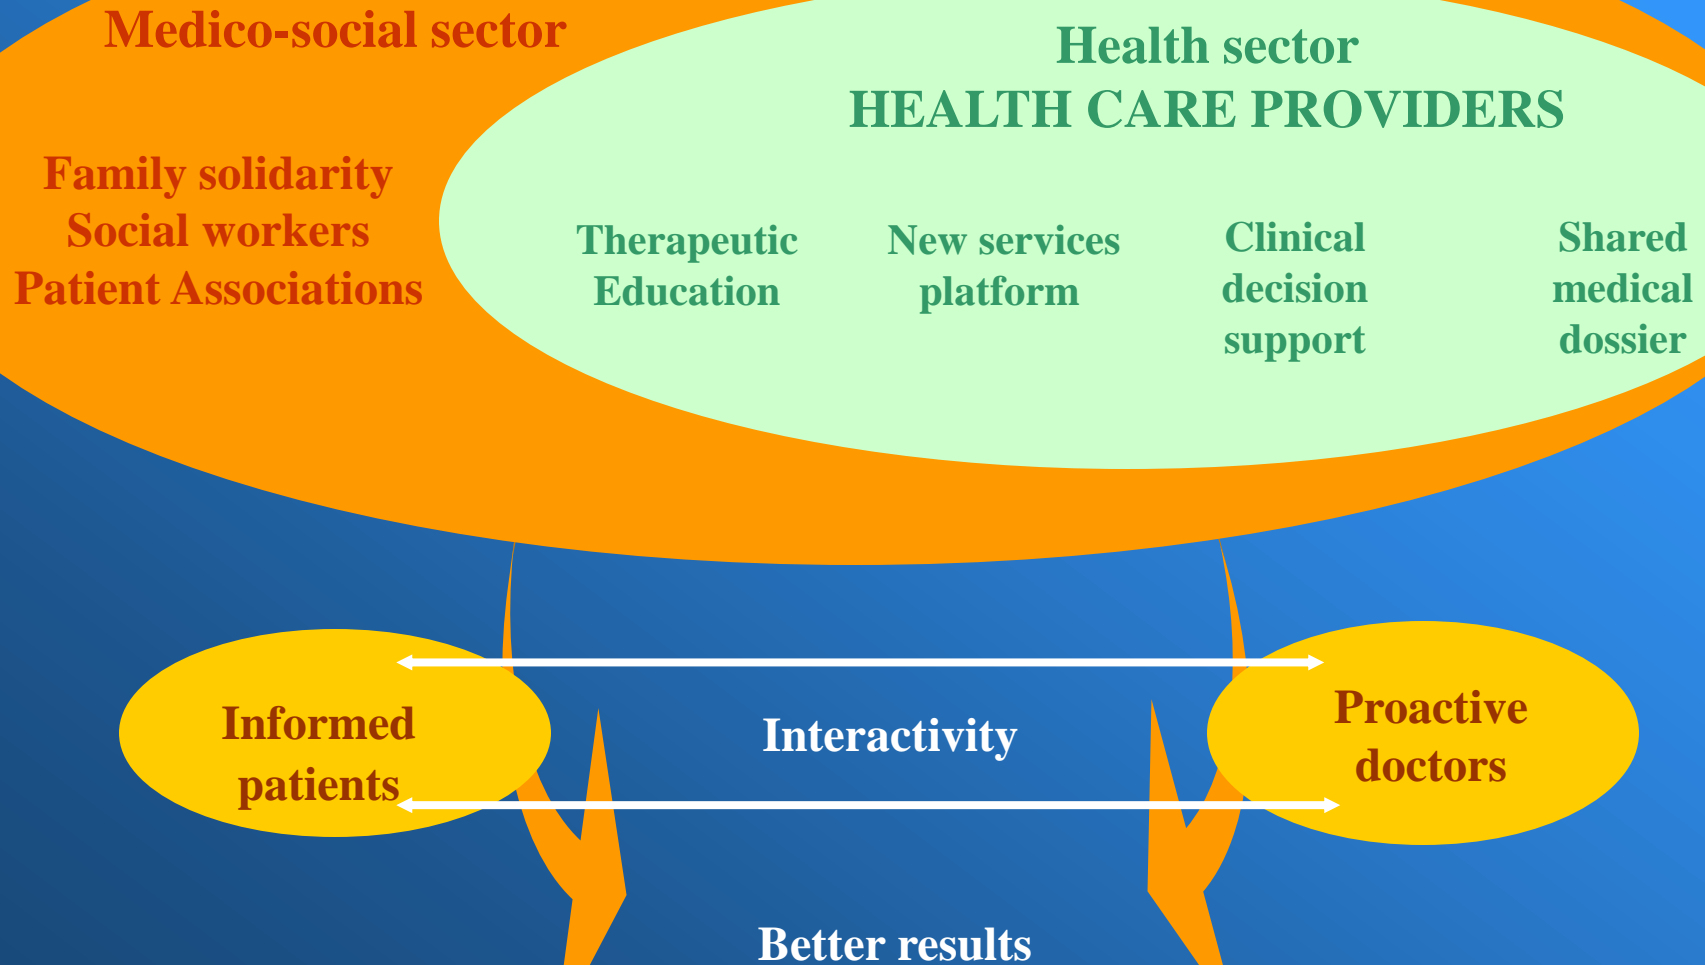 Medico-social sector
Health sector
HEALTH CARE PROVIDERS
Family solidarity
Social workers
Patient Associations
Therapeutic
Education
New services
platform
Clinical
decision
support
Shared
medical
dossier
Informed
patients
Interactivity
Proactive
doctors
Better results